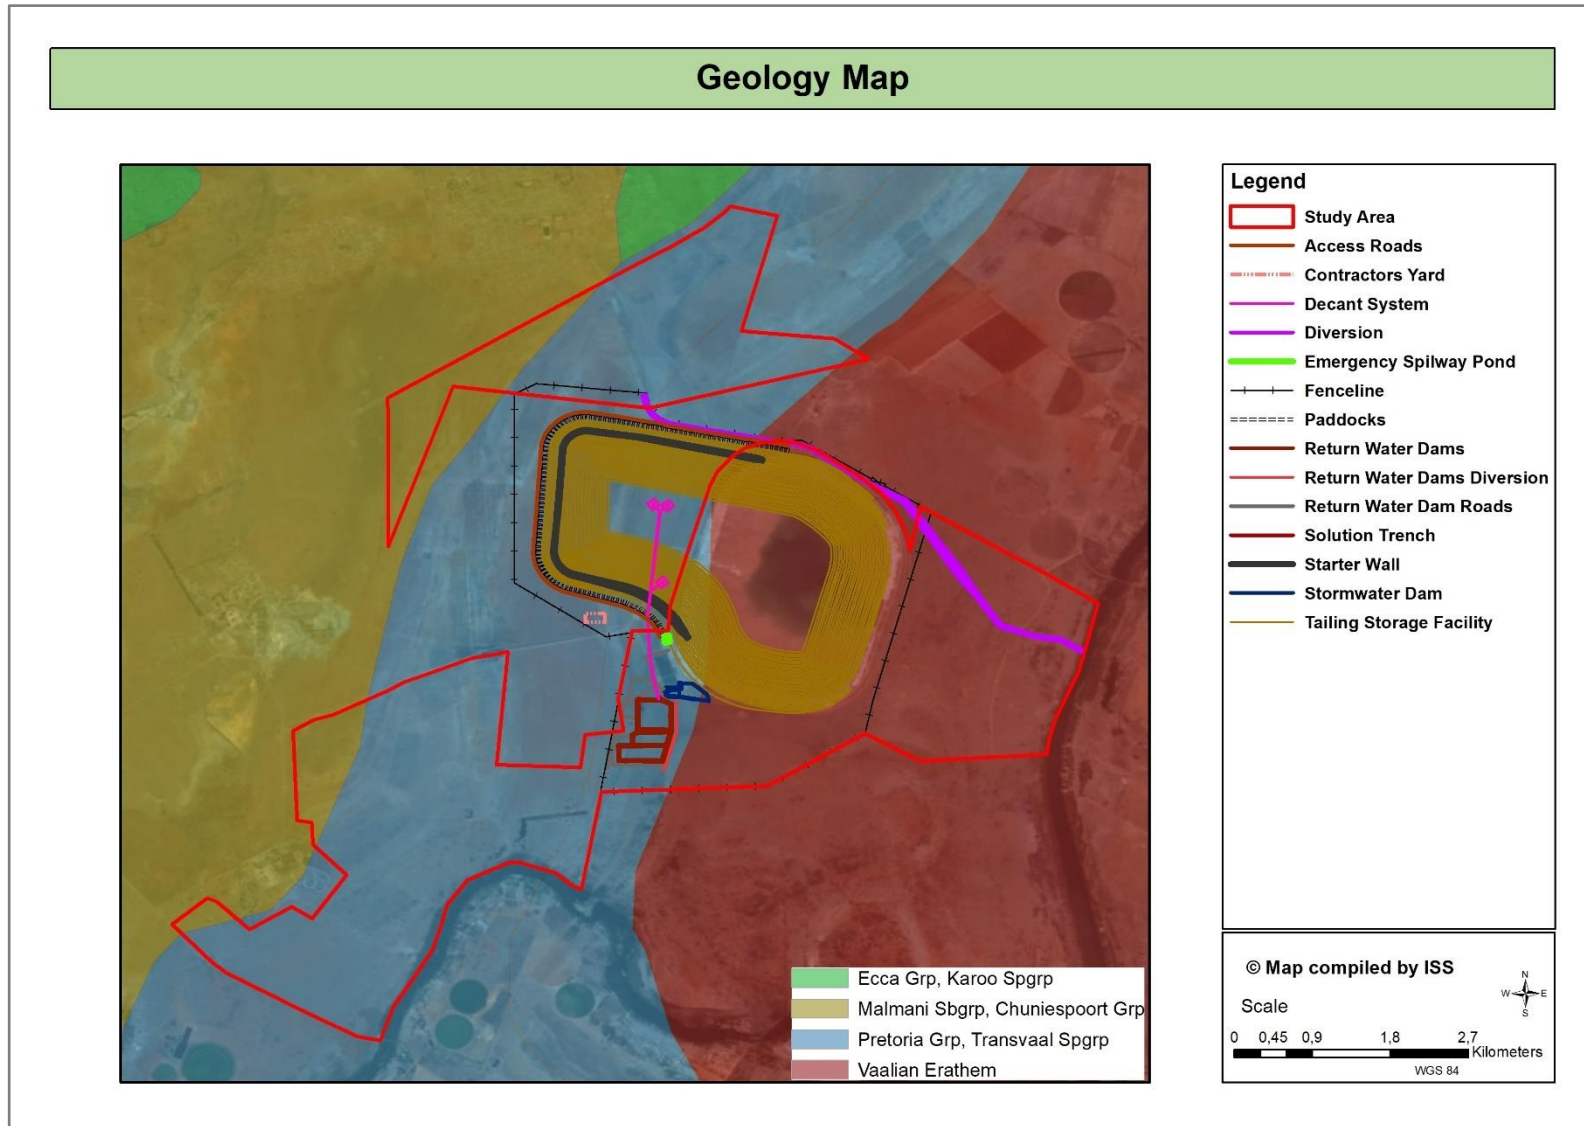 Geology Map
Legend
Study Area
Access Roads
Contractors Yard
Decant System
Diversion
Emergency Spilway Pond
Fenceline
Paddocks
Return Water Dams
Return Water Dams Diversion
Return Water Dam Roads
Solution Trench
Starter Wall
Stormwater Dam
Tailing Storage Facility
Ecca Grp, Karoo Spgrp
Malmani Sbgrp, Chuniespoort Grp
Pretoria Grp, Transvaal Spgrp
Vaalian Erathem
© Map compiled by ISS
N
W E
S
Scale
0 0,45 0,9 1,8 2,7
Kilometers
WGS 84